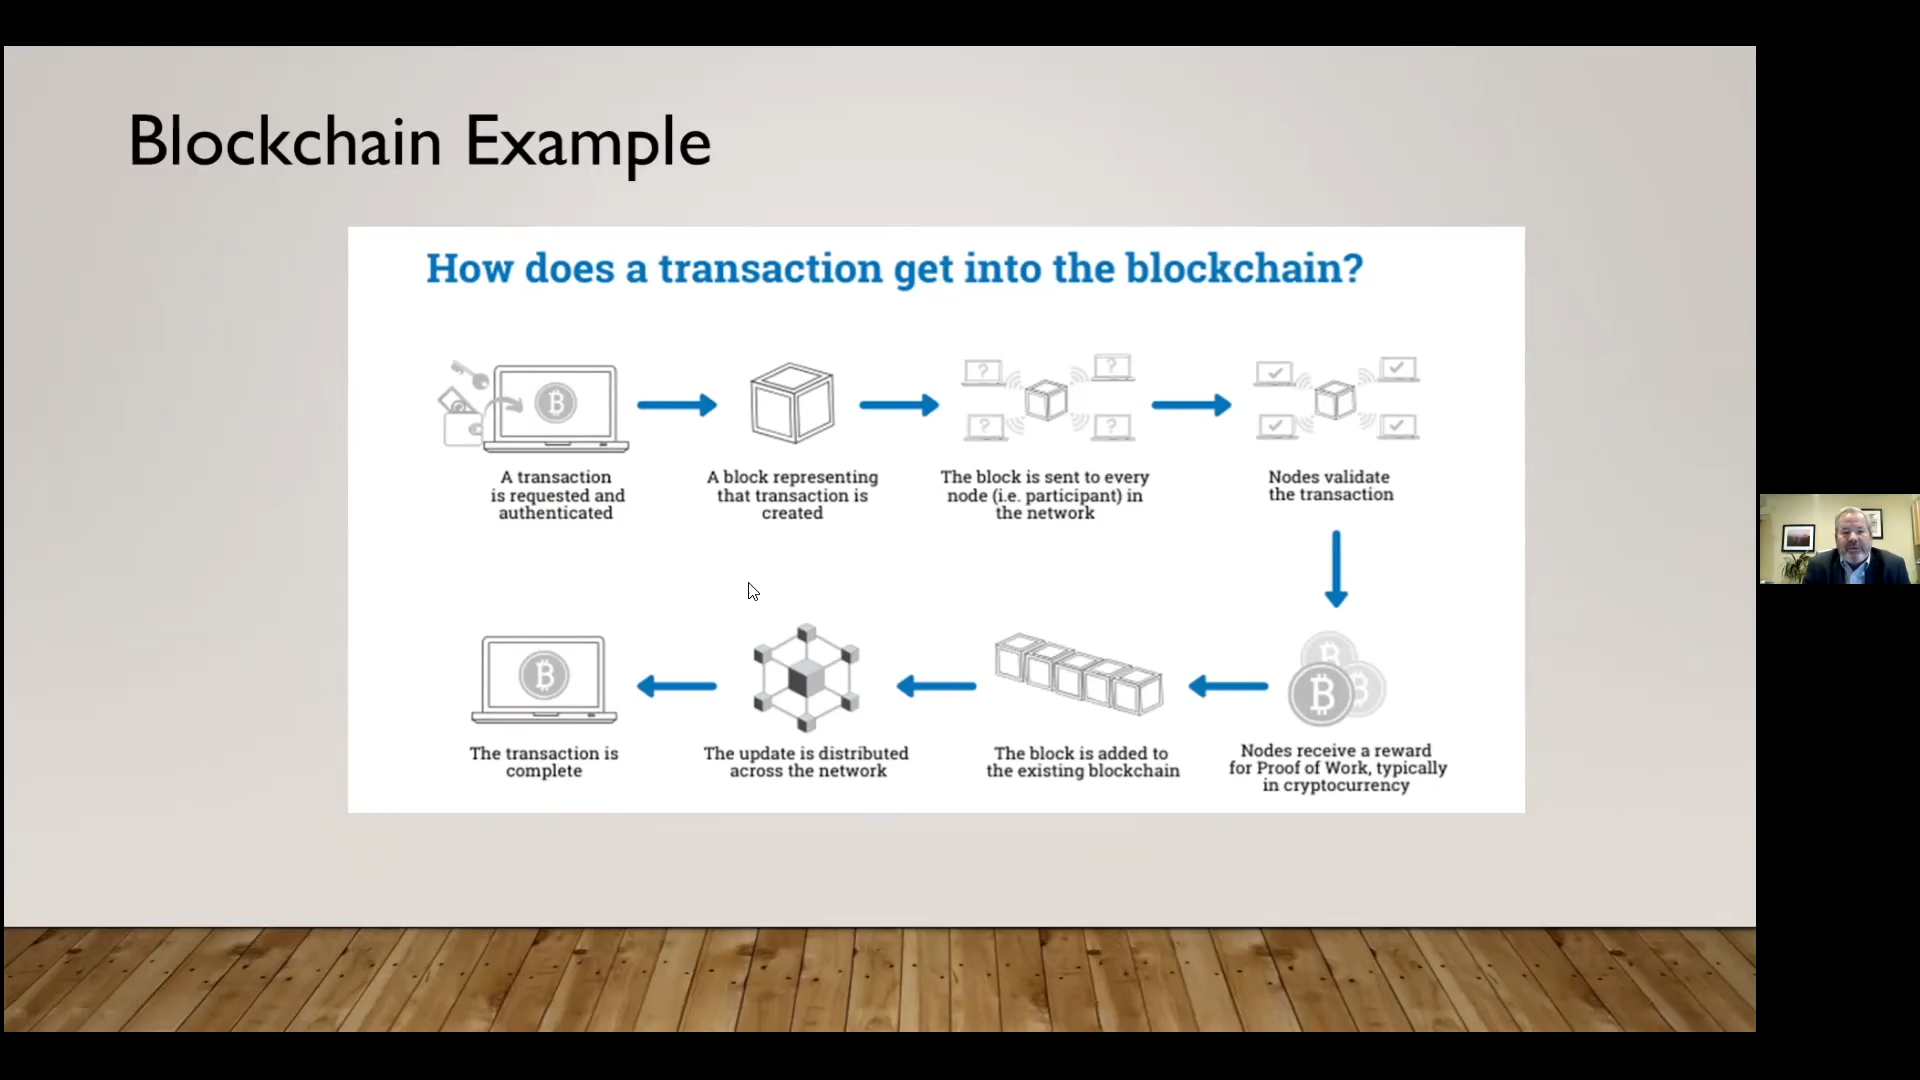 Blockchain Example
How does a transaction get into the blockchain?
A transaction
is requested and
authenticated
A block representing
that transaction is
created
The block is sent to every
node (i.e. participant) in
the network
Nodes validate
the transaction
Nodes receive a reward
for Proof of Work, typically
in cryptocurrency
The block is added to
the existing blockchain
The update is distributed
across the network
The transaction is
complete